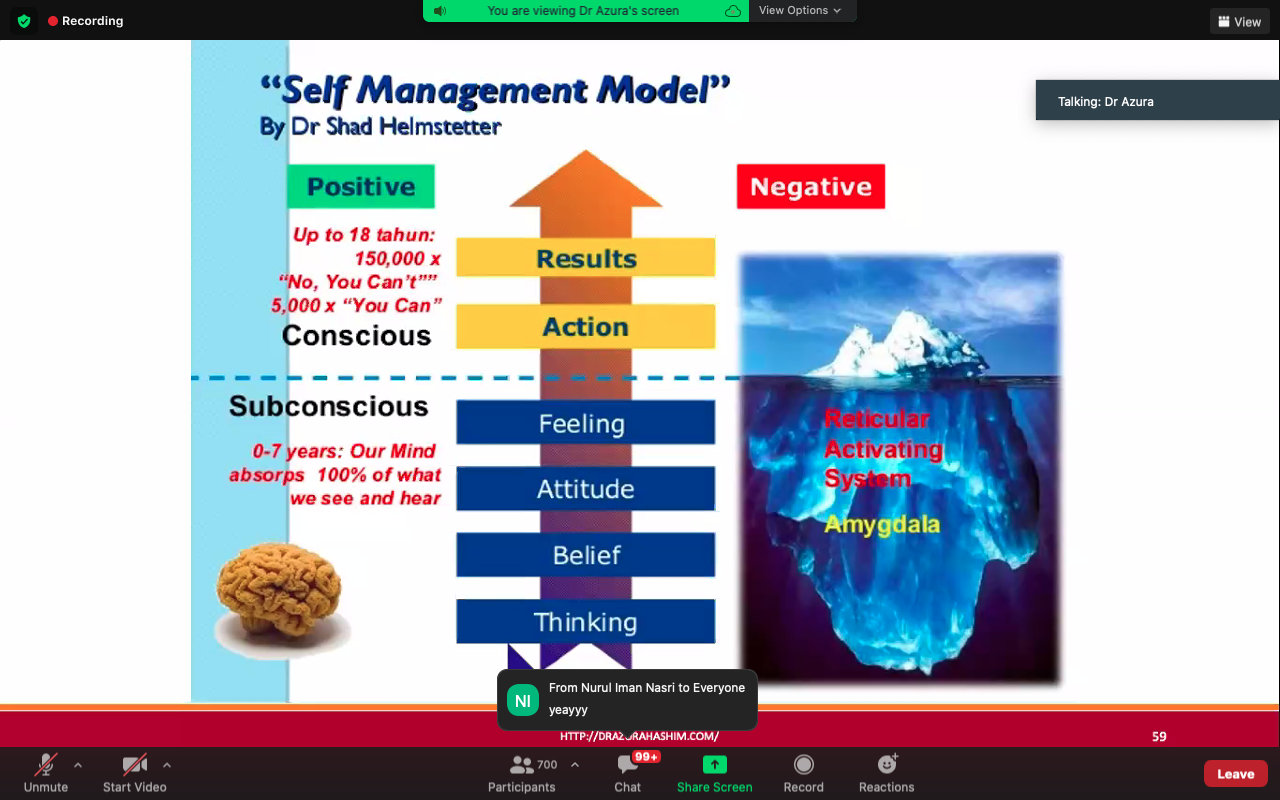 Recording
You are viewing Dr Azura's screen
View Options
View
Talking: Dr Azura
“Self Management Model”
By Dr Shad Helmstetter
Positive
Negative
Up to 18 tahun:
150,000 x
“No, You Can’t””
5,000 x “You Can”
Conscious
Results
Action
Subconscious
0-7 years: Our Mind
absorps 100% of what
we see and hear
Feeling
Attitude
Belief
Thinking
Reticular
Activating
System
Amygdala
NI
From Nurul Iman Nasri to Everyone
yeayyy
HTTP://DRAZURAHASHIM.COM/
59
Unmute
Start Video
700
Participants
99+
Chat
Share Screen
Record
Reactions
Leave